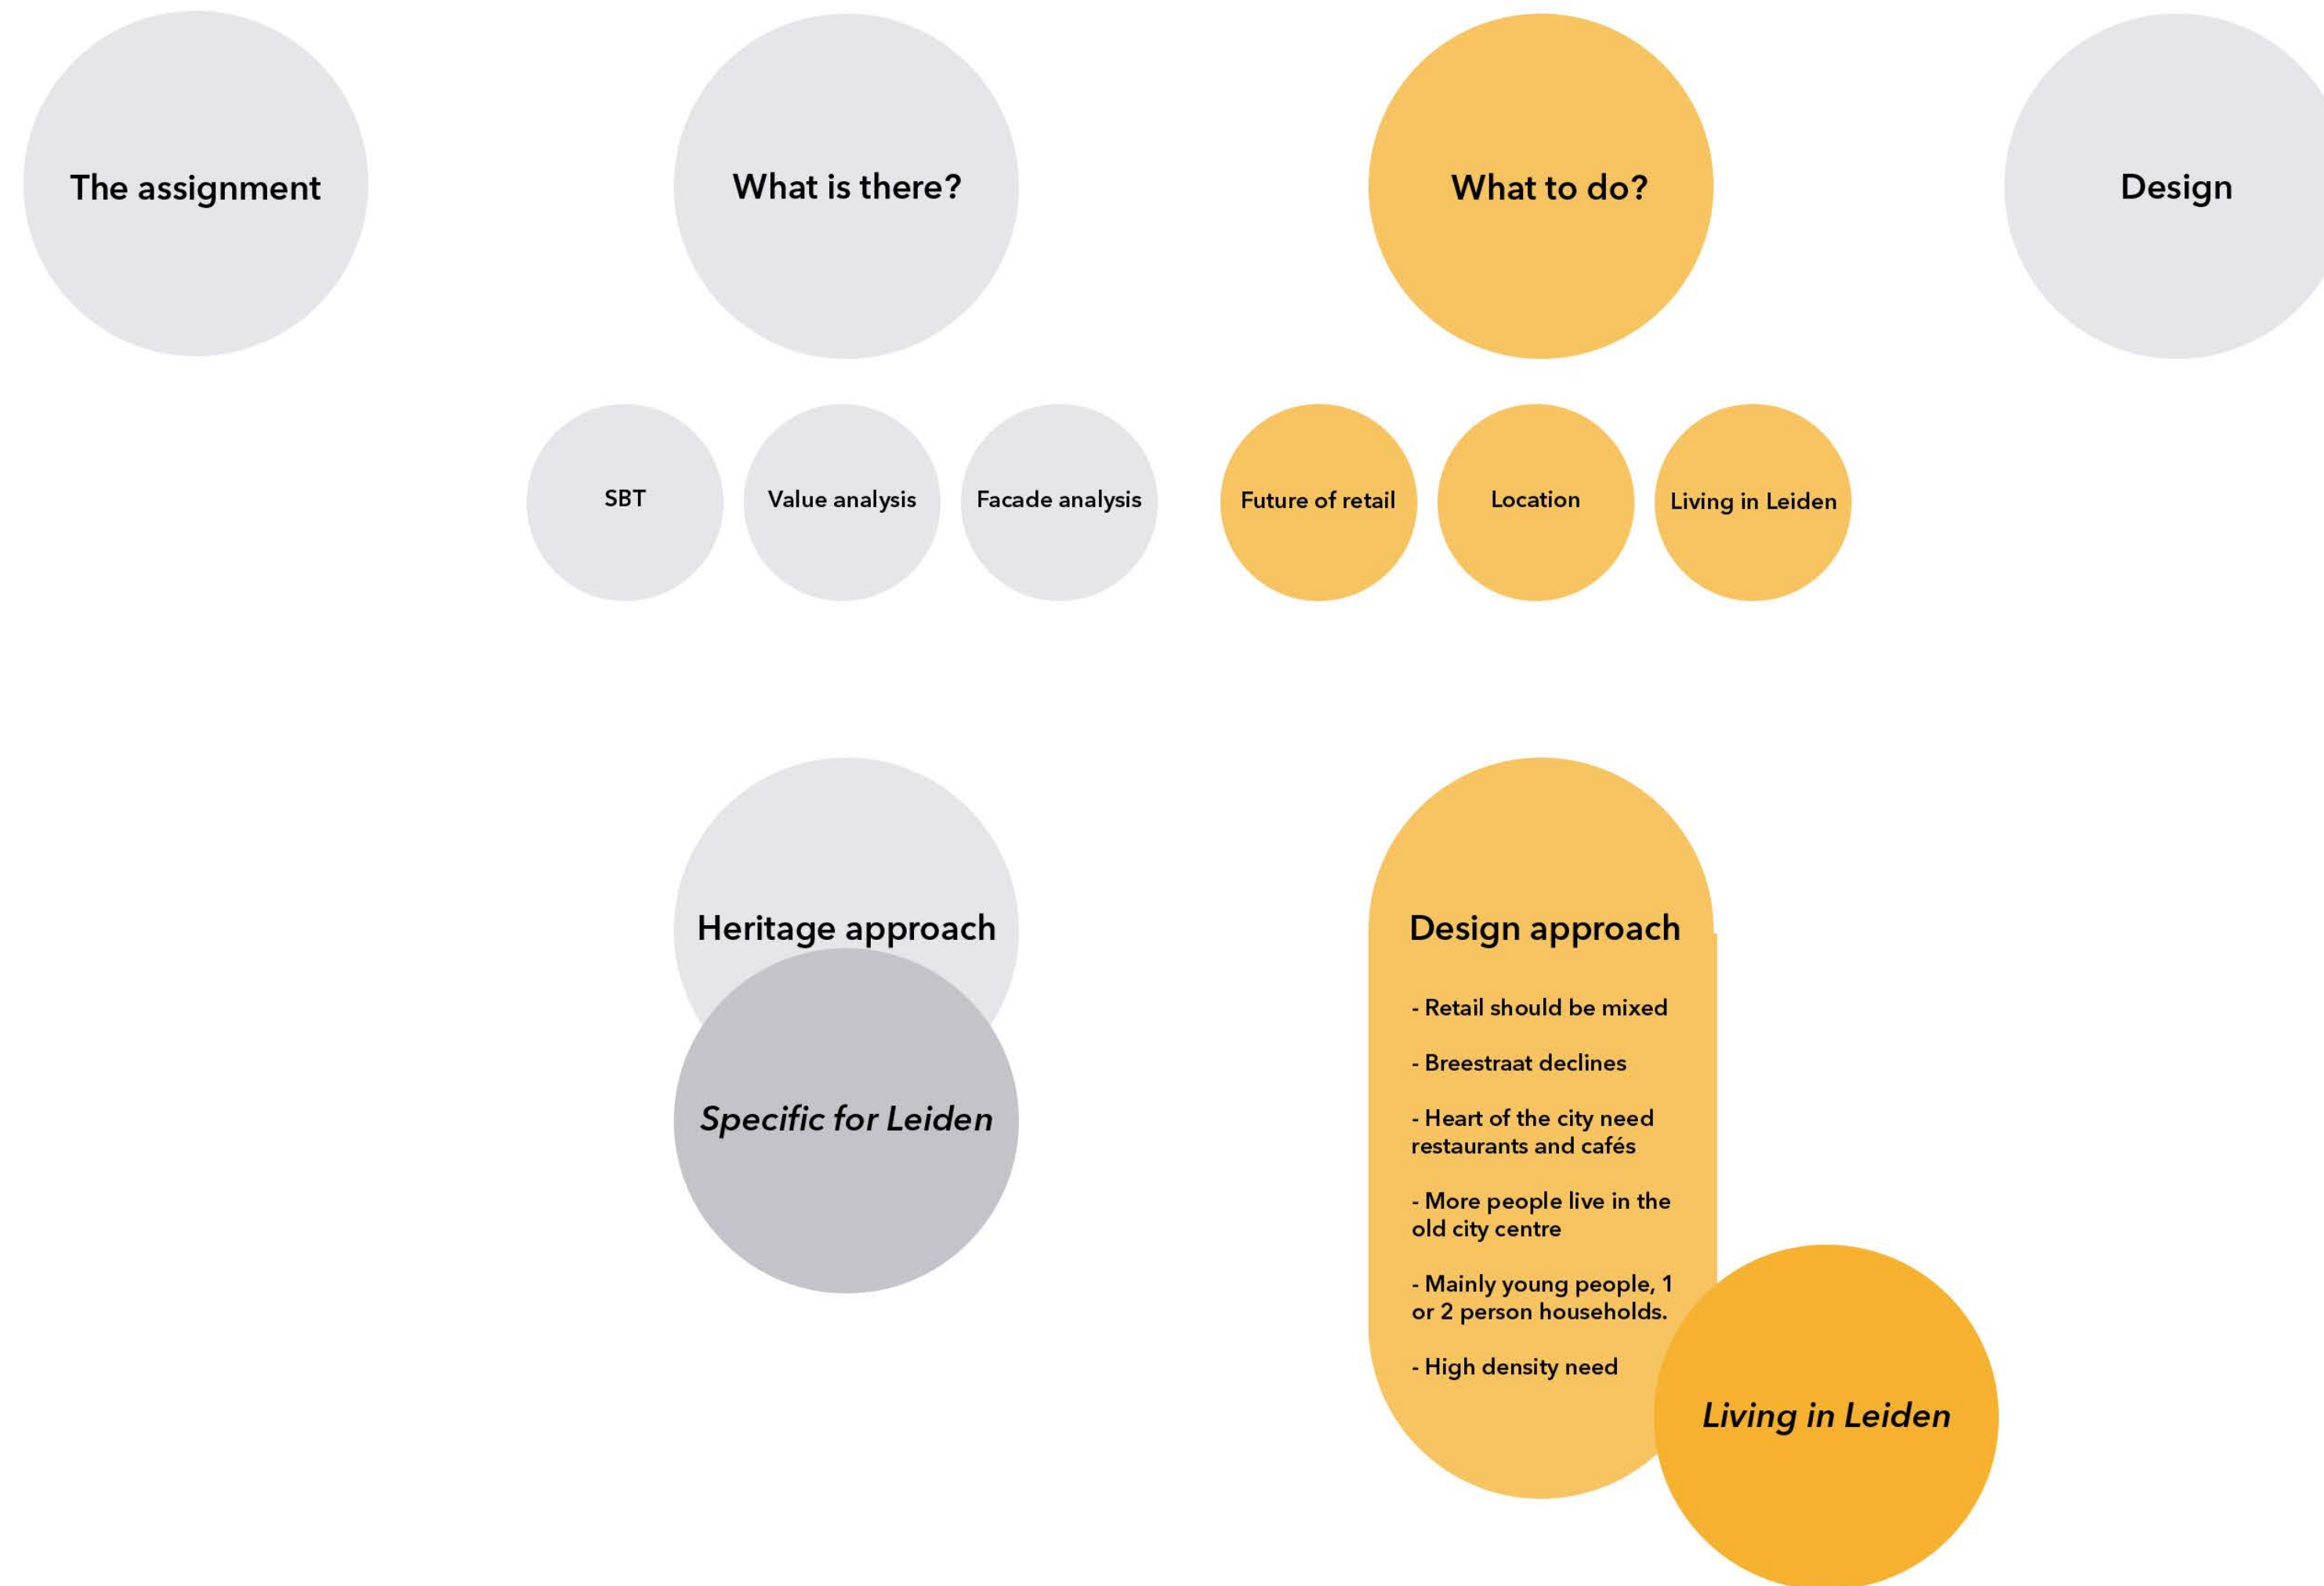 The assignment
What is there?
What to do?
Design
SBT
Value analysis
Facade analysis
Future of retail
Location
Living in Leiden
Heritage approach
Specific for Leiden
Design approach
- Retail should be mixed
- Breestraat declines
- Heart of the city need
restaurants and cafés
- More people live in the
old city centre
- Mainly young people, 1
or 2 person households.
- High density need
Living in Leiden